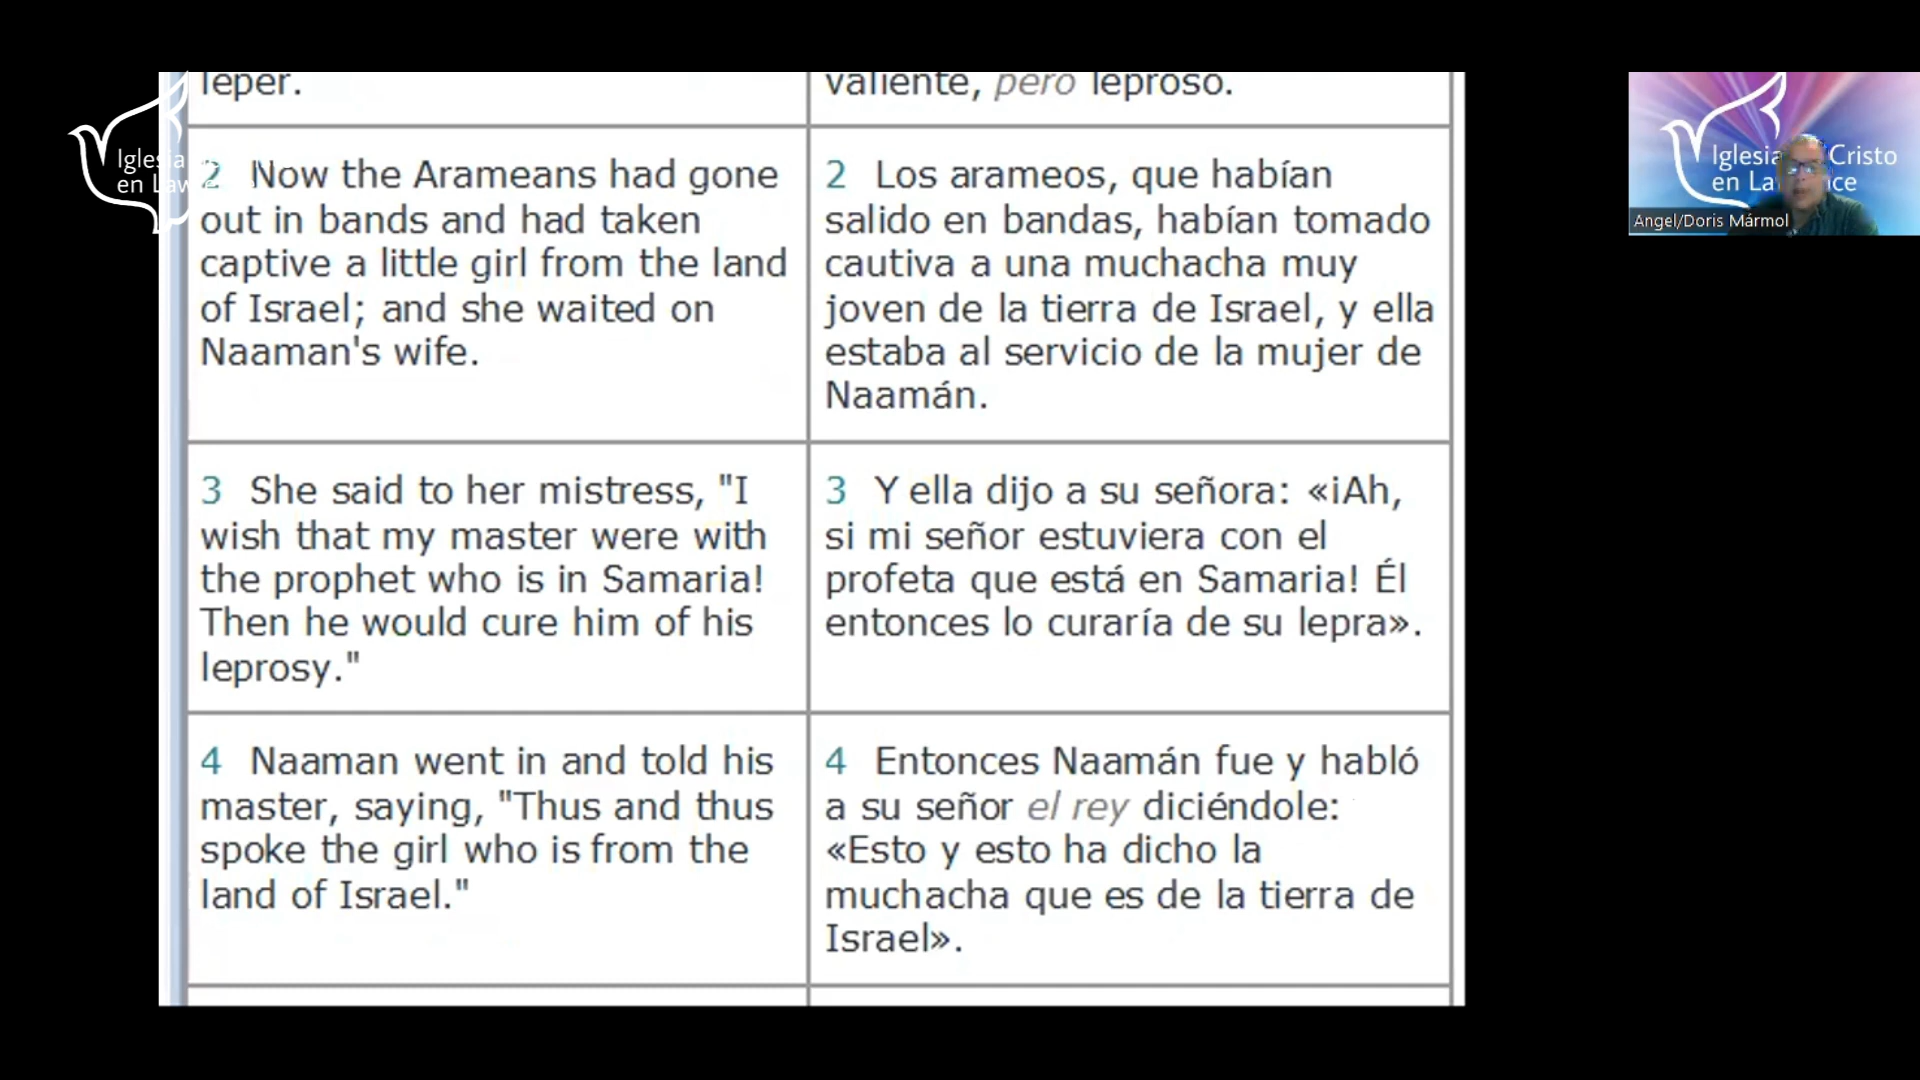 leper.
2 Now the Arameans had gone
out in bands and had taken
captive a little girl from the land
of Israel; and she waited on
Naaman's wife.
3 She said to her mistress, "I
wish that my master were with
the prophet who is in Samaria!
Then he would cure him of his
leprosy."
4 Naaman went in and told his
master, saying, "Thus and thus
spoke the girl who is from the
land of Israel."
valiente, pero leproso.
2 Los arameos, que habían
salido en bandas, habían tomado
cautiva a una muchacha muy
joven de la tierra de Israel, y ella
estaba al servicio de la mujer de
Naamán.
3 Y ella dijo a su señora: «¡Ah,
si mi señor estuviera con el
profeta que está en Samaria! Él
entonces lo curaría de su lepra».
4 Entonces Naamán fue y habló
a su señor el rey diciéndole:
«Esto y esto ha dicho la
muchacha que es de la tierra de
Israel».
Iglesia
en Law
Iglesia Cristo
en La ce
Angel/Doris Mármol